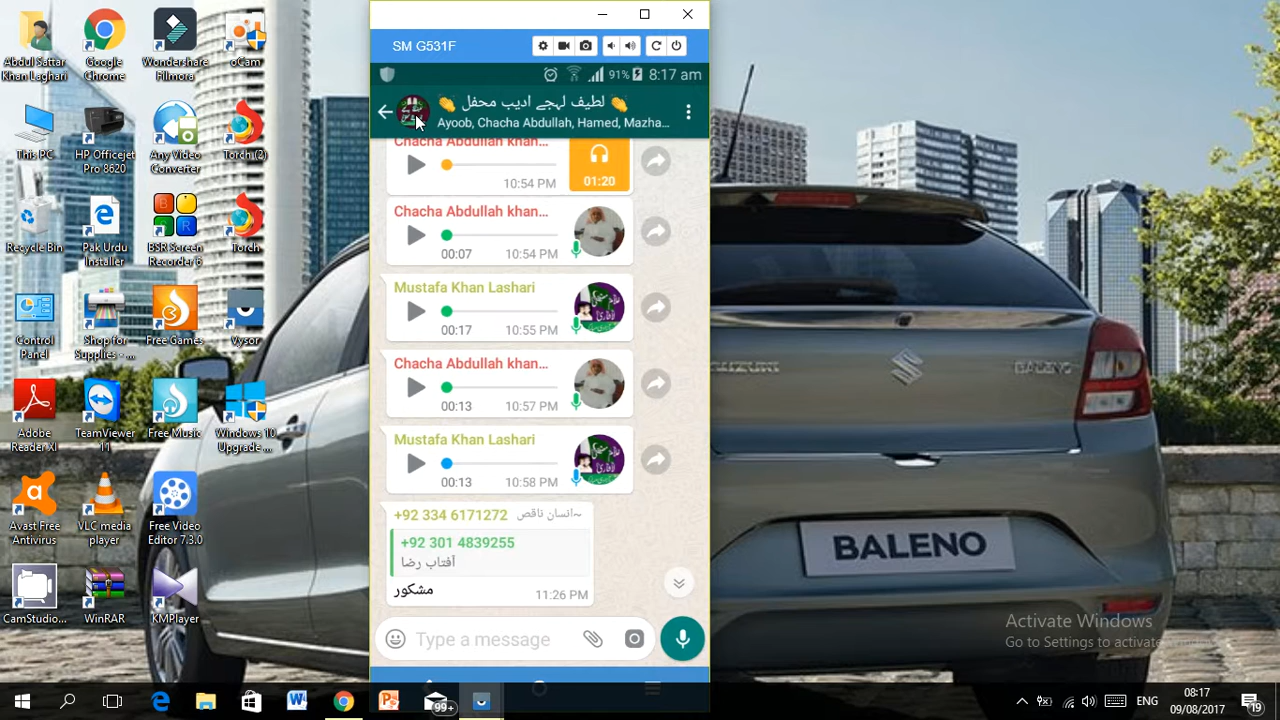 Abdul Sattar
Khan Laghari
Google
Chrome
Wondershare
Filmora
oCam
This PC
HP Officejet
Pro 8620
Any Video
Converter
Torch (2)
Recycle Bin
Pak Urdu
Installer
BSR Screen
Recorder 6
Torch
Control
Panel
Shop for
Supplies - ...
Free Games
Vysor
Adobe
Reader XI
TeamViewer
11
Free Music
Windows 10
Upgrade ...
Avast Free
Antivirus
VLC media
player
Free Video
Editor 7.3.0
CamStudio...
WinRAR
KMPlayer
SM G531F
91% 8:17 am
👏 لطيف لهجے اديب محفل 👏
Ayoob, Chacha Abdullah, Hamed, Mazha...
Chacha Abdullah khan...
10:54 PM
01:20
Chacha Abdullah khan...
00:07 10:54 PM
Mustafa Khan Lashari
00:17 10:55 PM
Chacha Abdullah khan...
00:13 10:57 PM
Mustafa Khan Lashari
00:13 10:58 PM
+92 334 6171272 ~انسان ناقص
+92 301 4839255
آفتاب رضا
مشکور
11:26 PM
Type a message
BALENO
BALENO
Activate Windows
Go to Settings to activate
99+
ENG
08:17
09/08/2017
19